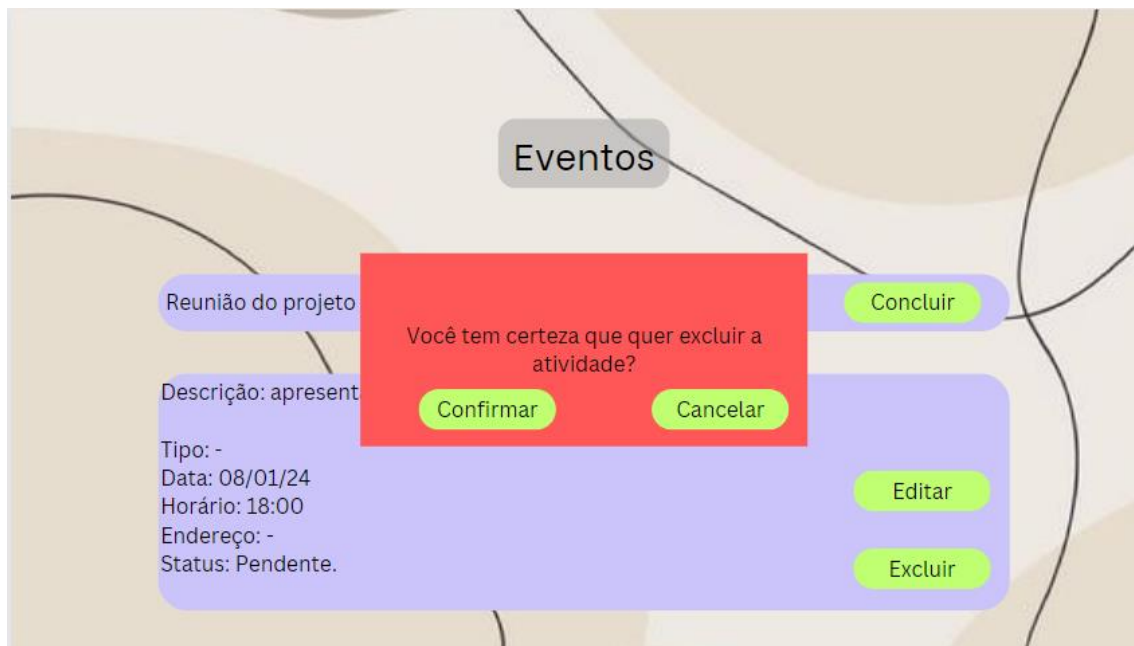 Eventos
Reunião do projeto
Concluir
Você tem certeza que quer excluir a
atividade?
Confirmar
Cancelar
Descrição:
Tipo: -
Data: 08/01/24
Horário: 18:00
Endereço: -
Status: Pendente.
Editar
Excluir